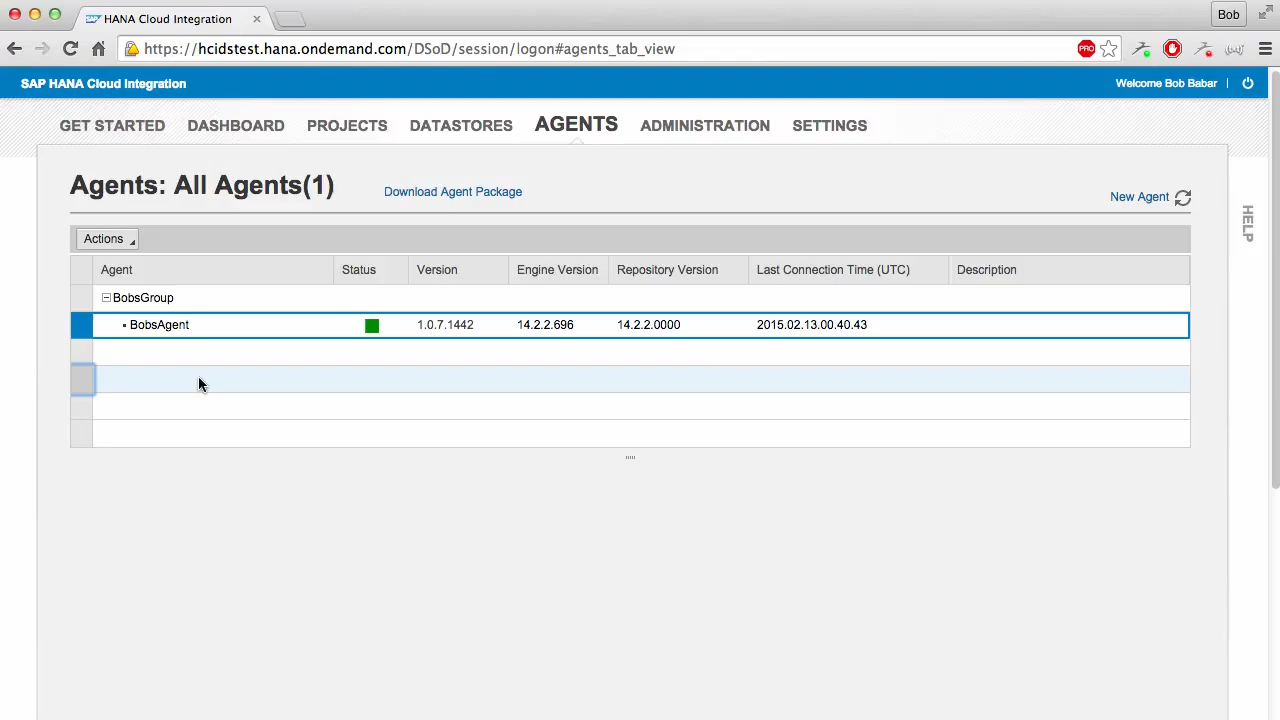 HANA Cloud Integration
Bob
https://hcidstest.hana.ondemand.com/DSoD/session/logon#agents_tab_view
PRO
SAP HANA Cloud Integration
Welcome Bob Babar
GET STARTED DASHBOARD PROJECTS DATASTORES AGENTS ADMINISTRATION SETTINGS
Agents: All Agents(1)
Download Agent Package
New Agent
HELP
Actions
Agent Status Version Engine Version Repository Version Last Connection Time (UTC) Description
BobsGroup
BobsAgent 1.0.7.1442 14.2.2.696 14.2.2.0000 2015.02.13.00.40.43